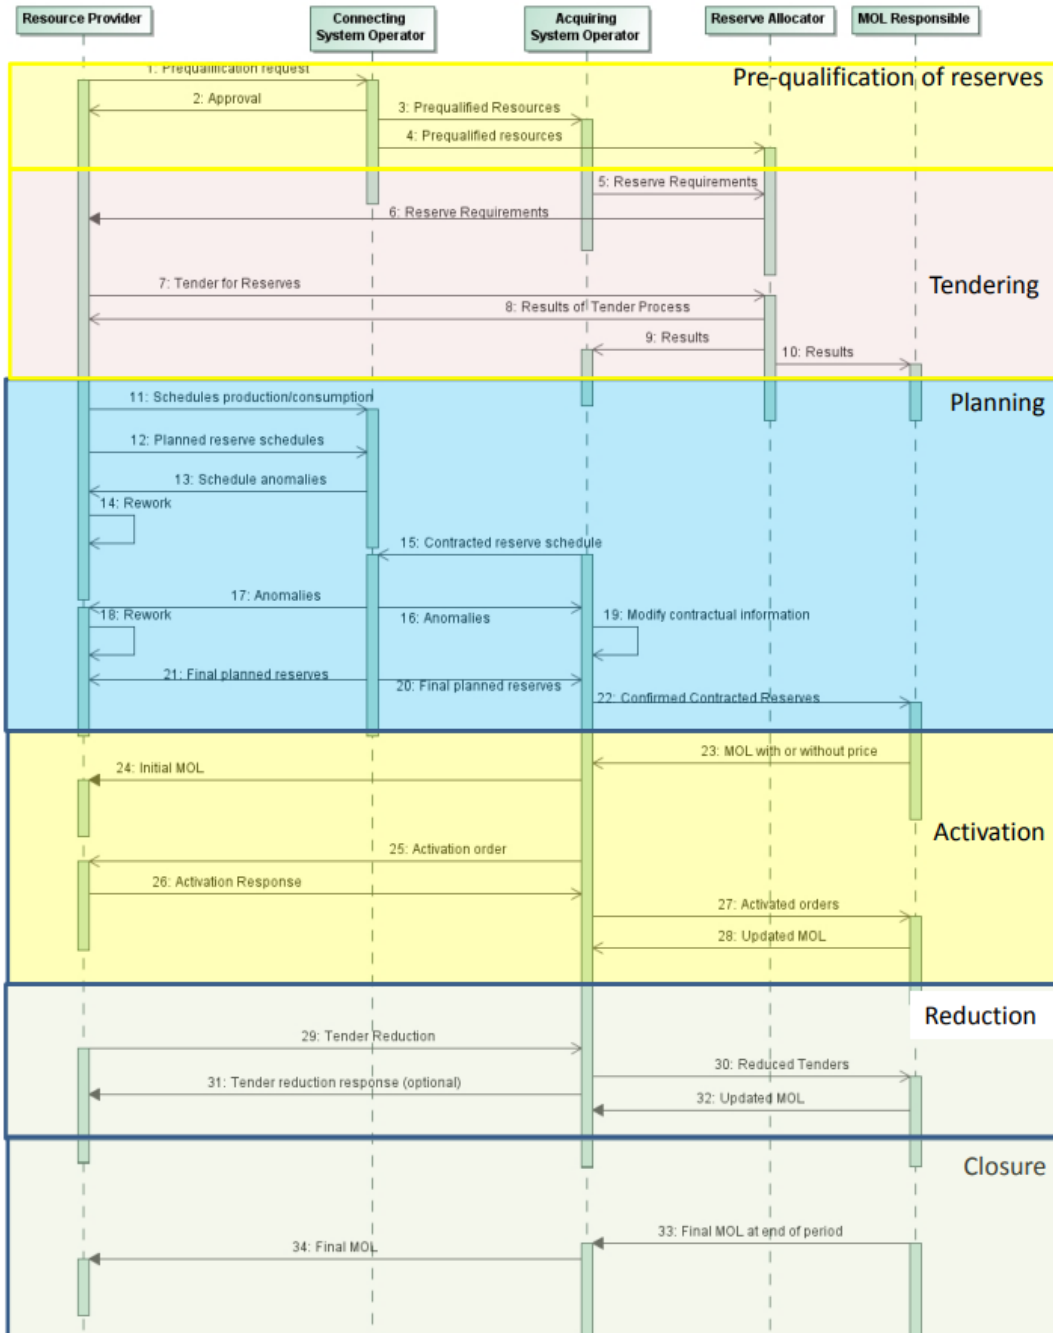 Resource Provider
Connecting
System Operator
Acquiring
System Operator
Reserve Allocator
MOL Responsible
1: Prequalification request
Pre-qualification of reserves
2: Approval
3: Prequalified Resources
4: Prequalified resources
5: Reserve Requirements
6: Reserve Requirements
7: Tender for Reserves
Tendering
8: Results of Tender Process
9: Results
10: Results
11: Schedules production/consumption
Planning
12: Planned reserve schedules
13: Schedule anomalies
14: Rework
15: Contracted reserve schedule
17: Anomalies
18: Rework
16: Anomalies
19: Modify contractual information
21: Final planned reserves
20: Final planned reserves
22: Confirmed Contracted Reserves
23: MOL with or without price
24: Initial MOL
Activation
25: Activation order
26: Activation Response
27: Activated orders
28: Updated MOL
Reduction
29: Tender Reduction
30: Reduced Tenders
31: Tender reduction response (optional)
32: Updated MOL
Closure
33: Final MOL at end of period
34: Final MOL